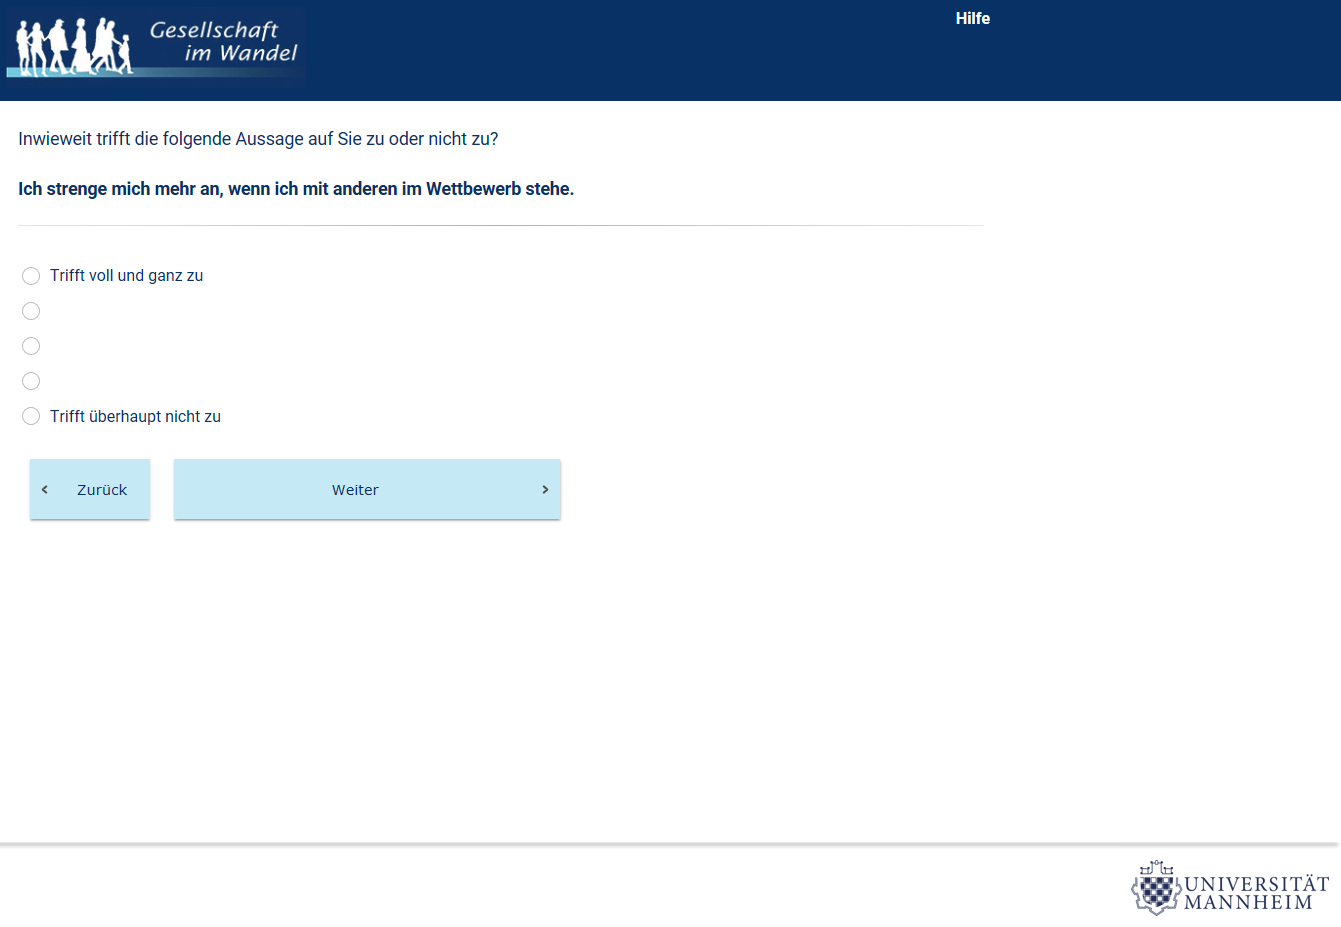 Gesellschaft
im Wandel
Hilfe
Inwieweit trifft die folgende Aussage auf Sie zu oder nicht zu?
Ich strenge mich mehr an, wenn ich mit anderen im Wettbewerb stehe.
Trifft voll und ganz zu
Trifft überhaupt nicht zu
Zurück
Weiter
UNIVERSITÄT
MANNHEIM